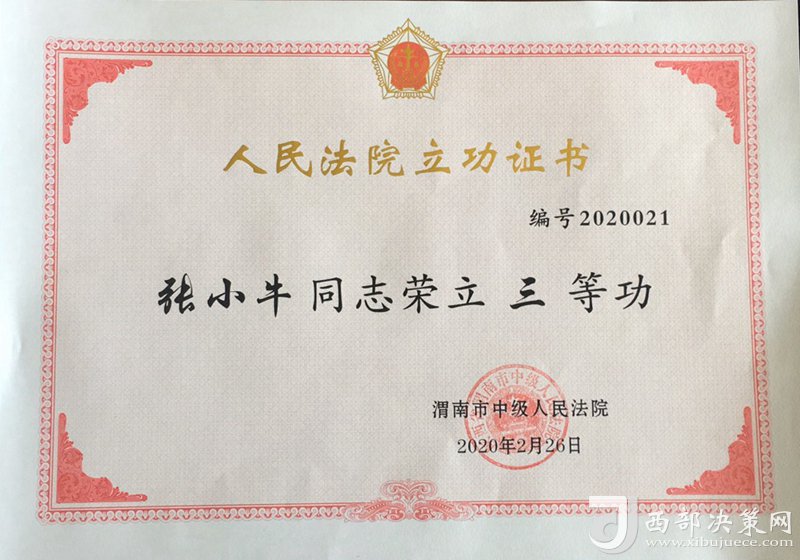 人民法院立功证书
编号2020021
张小牛 同志荣立 三 等功
渭南市中级人民法院
2020年2月26日
西部决策网
www.xibujuece.com